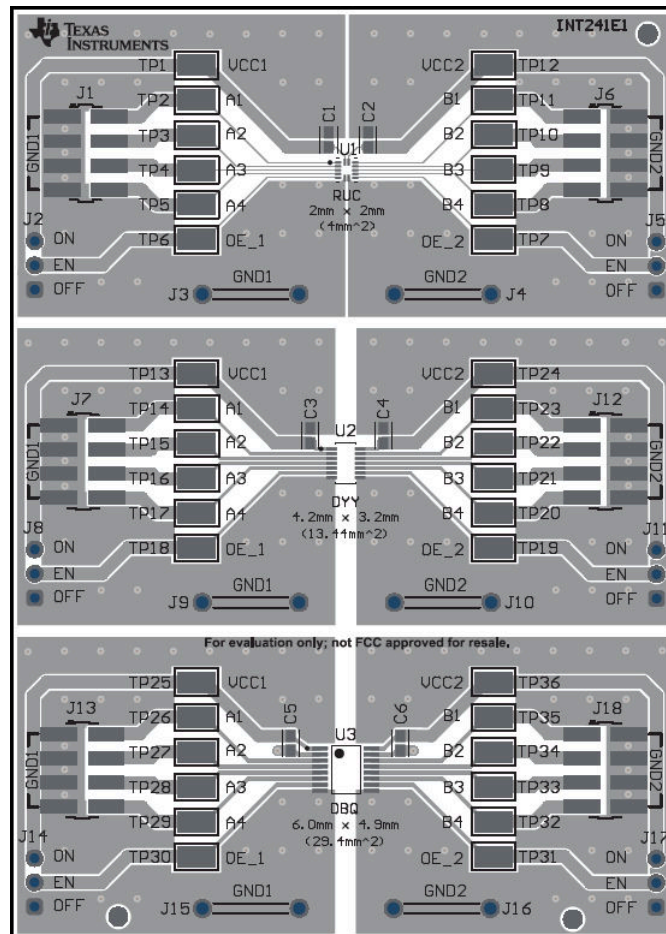 TEXAS
INSTRUMENTS
INT241E1
TP1 VCC1 VCC2 TP12
J1 TP2 A1 C1 C2 B1 TP11 J6
TP3 A2 U1 B2 TP10
GND1 TP4 A3 B3 TP9 GND2
RUC
TP5 A4 2mm x 2mm B4 TP8
(4mm^2)
J2 ON TP6 OE_1 OE_2 TP7 ON J5
EN EN
OFF J3 GND1 GND2 J4 OFF
TP13 VCC1 VCC2 TP24
J7 TP14 A1 C3 C4 B1 TP23 J12
TP15 A2 U2 B2 TP22
GND1 TP16 A3 B3 TP21 GND2
DYY
TP17 A4 4.2mm x 3.2mm B4 TP20
(13.44mm^2)
J8 ON TP18 OE_1 OE_2 TP19 ON J11
EN EN
OFF J9 GND1 GND2 J10 OFF
For evaluation only; not FCC approved for resale.
TP25 VCC1 VCC2 TP36
J13 TP26 A1 C5 C6 B1 TP35 J18
TP27 A2 U3 B2 TP34
GND1 TP28 A3 B3 TP33 GND2
DBQ
TP29 A4 6.0mm x 4.9mm B4 TP32
(29.4mm^2)
J14 ON TP30 OE_1 OE_2 TP31 ON J17
EN EN
OFF J15 GND1 GND2 J16 OFF